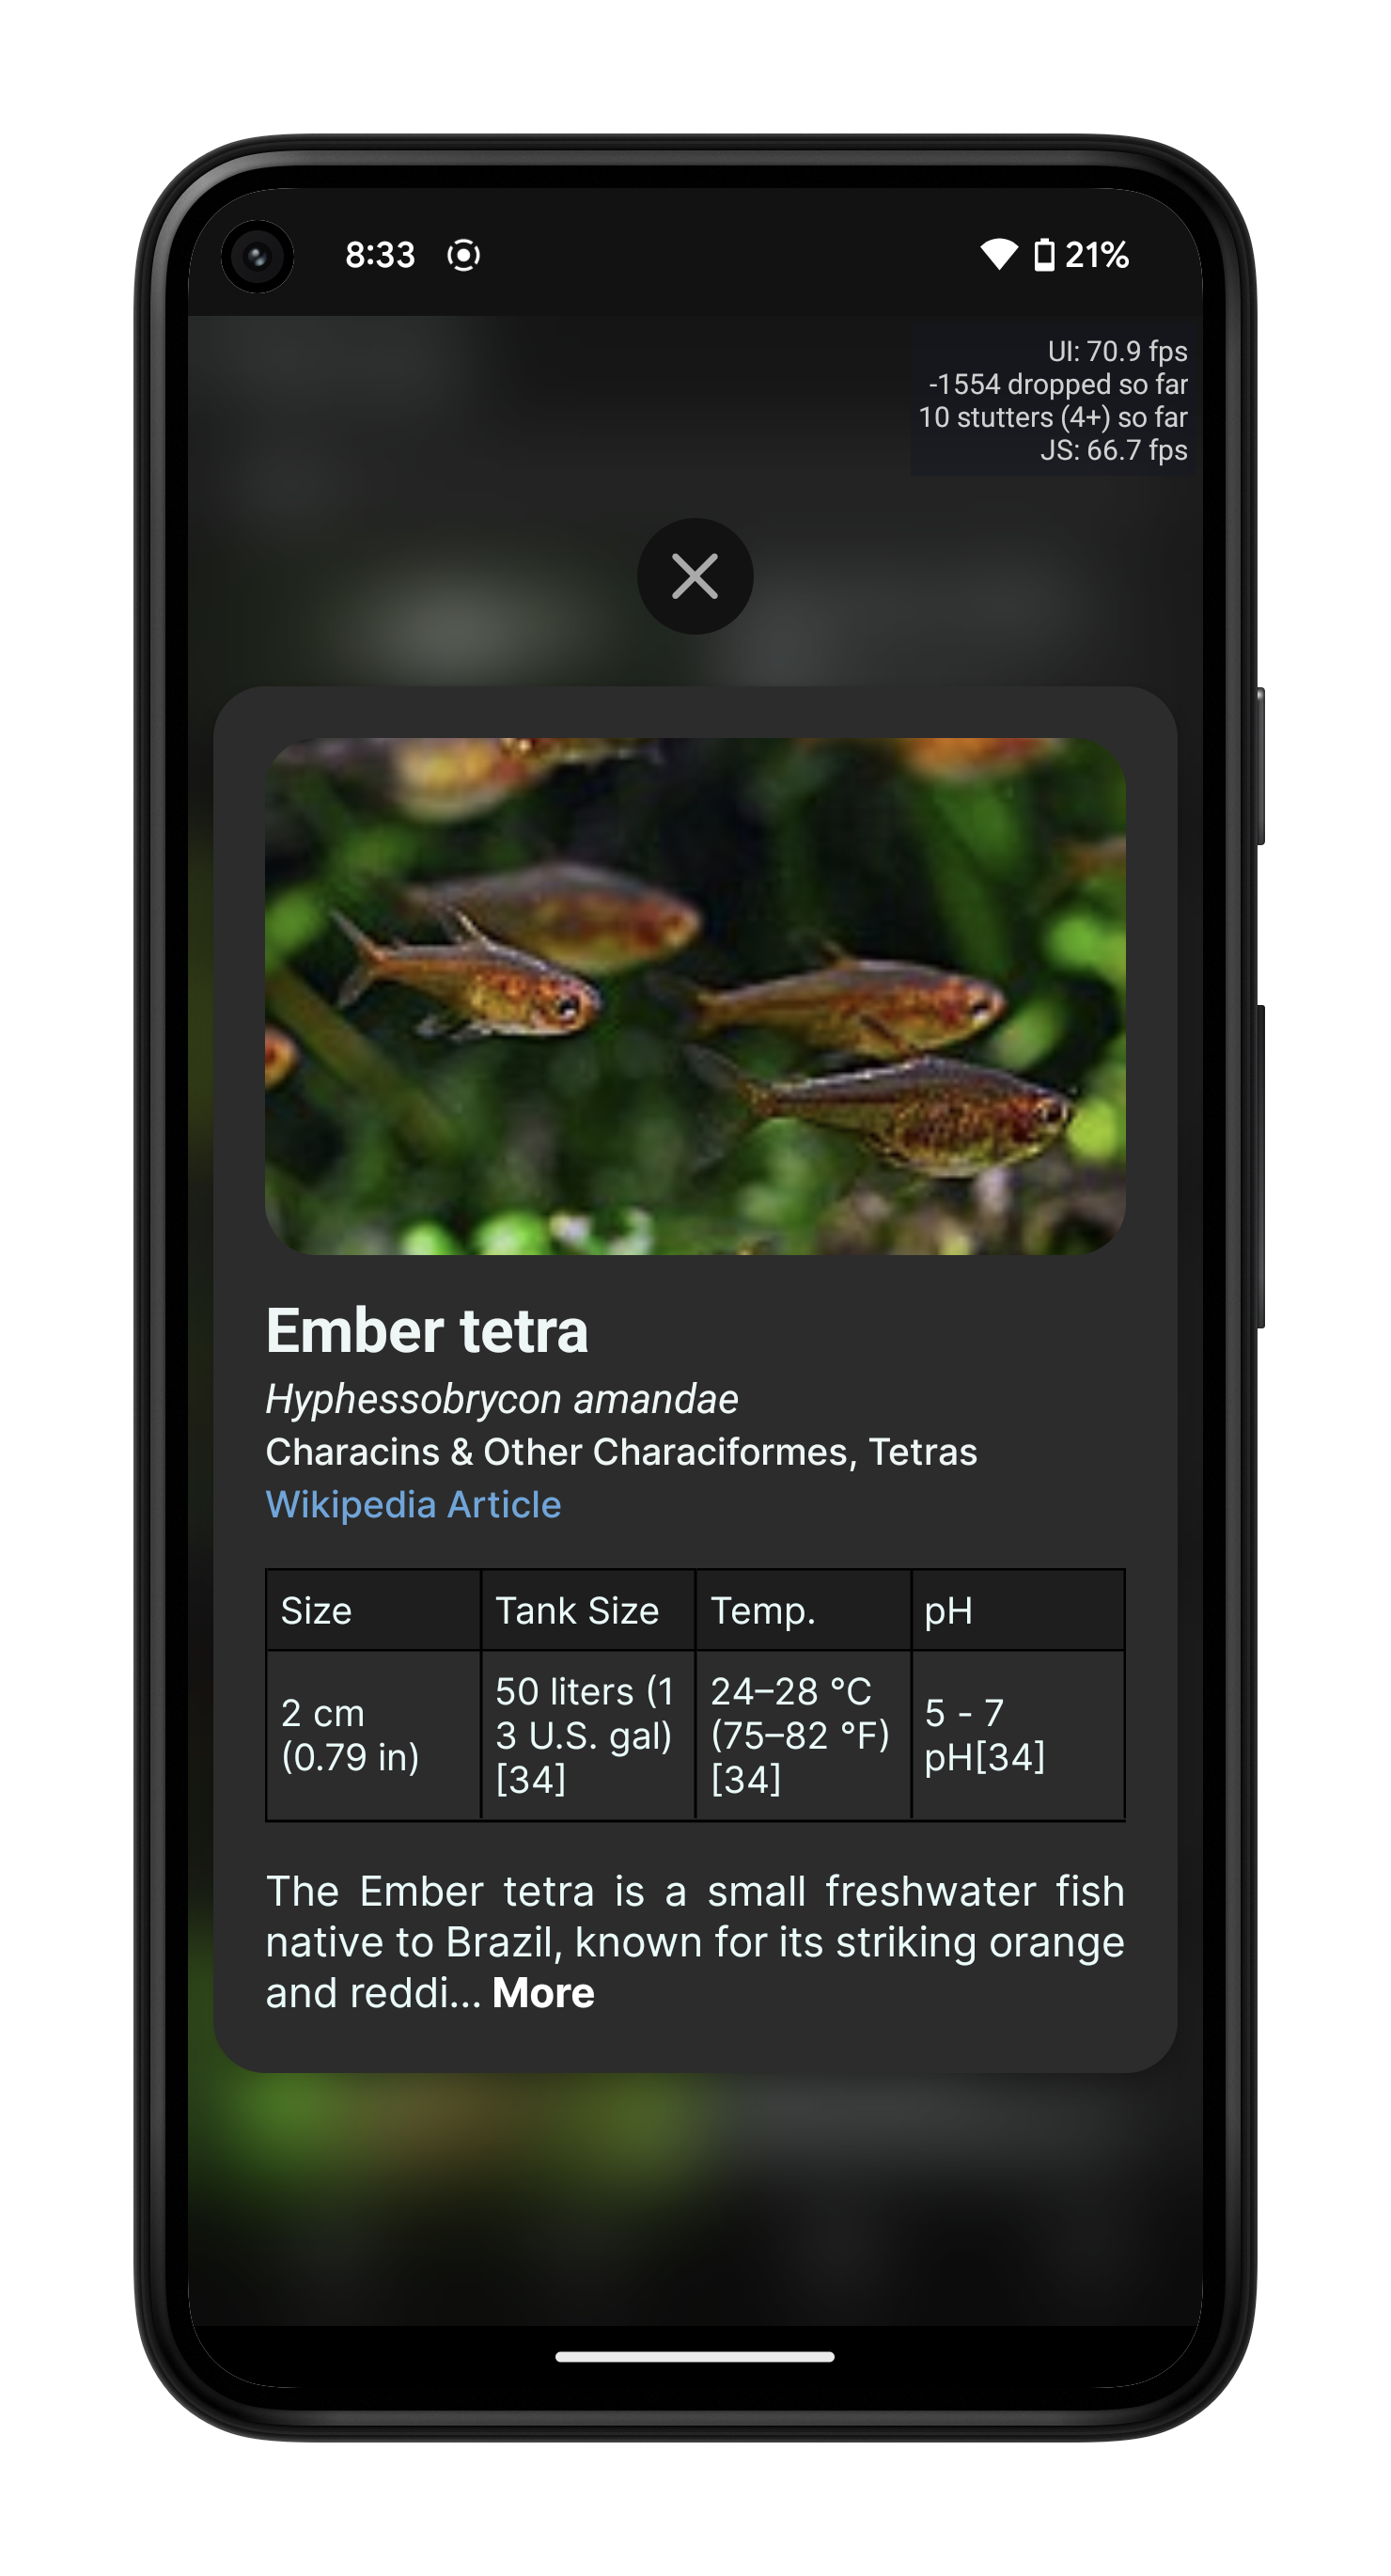 8:33
21%
UI: 70.9 fps
-1554 dropped so far
10 stutters (4+) so far
JS: 66.7 fps
Ember tetra
Hyphessobrycon amandae
Characins & Other Characiformes, Tetras
Wikipedia Article
Size
Tank Size
Temp.
pH
2 cm
(0.79 in)
50 liters (1
3 U.S. gal)
[34]
24–28 °C
(75–82 °F)
[34]
5 - 7
pH[34]
The Ember tetra is a small freshwater fish
native to Brazil, known for its striking orange
and reddi... More